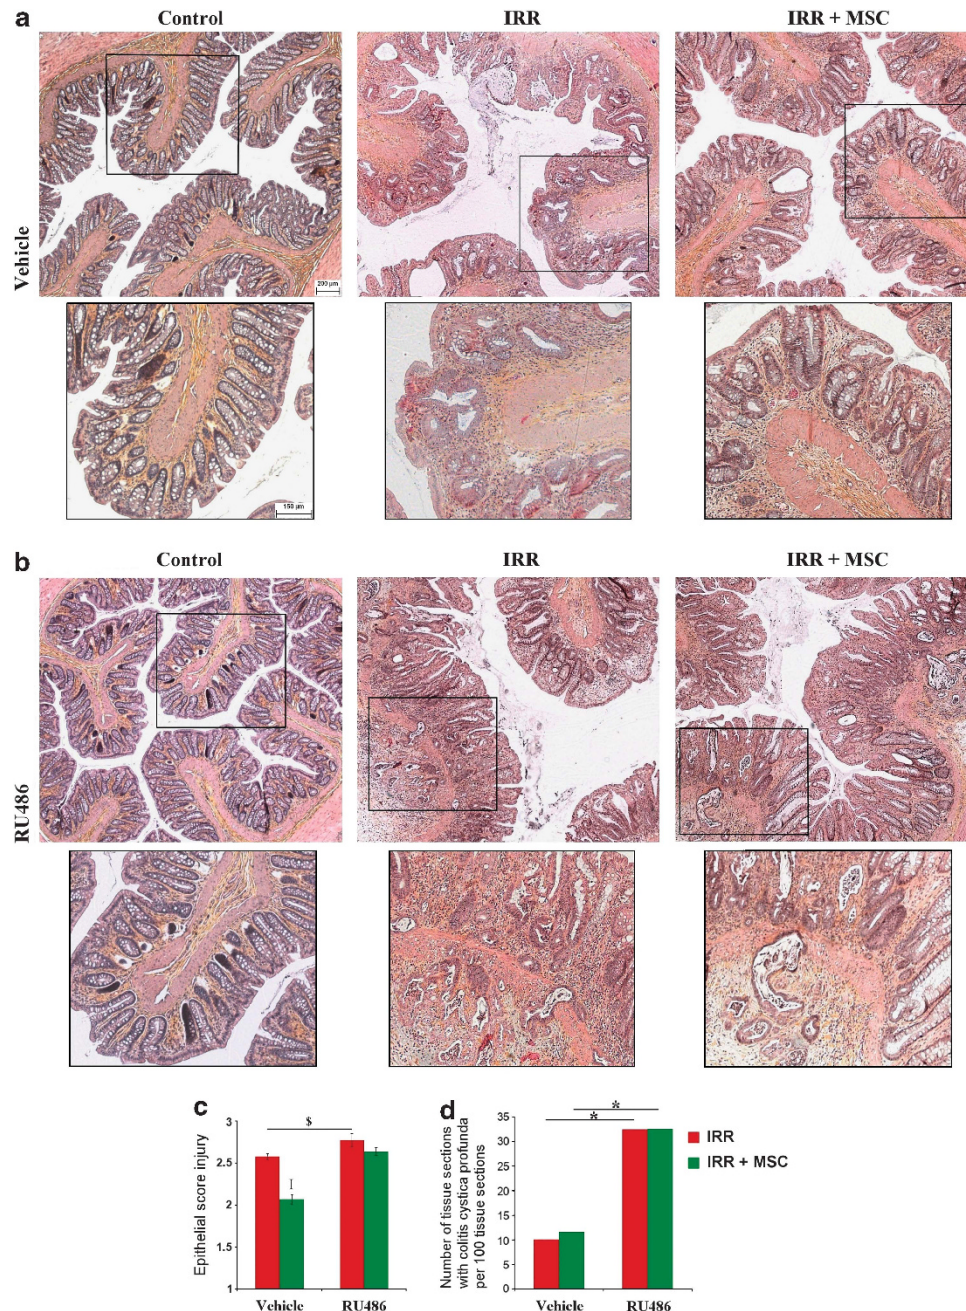 a
Control
IRR
IRR + MSC
Vehicle
200 µm
150 µm
b
Control
IRR
IRR + MSC
RU486
c
Epithelial score injury
3
2.5
2
1.5
1
$
I
Vehicle
RU486
d
Number of tissue sections
with colitis cystica profunda
per 100 tissue sections
35
30
25
20
15
10
5
0
*
*
Vehicle
RU486
IRR
IRR + MSC